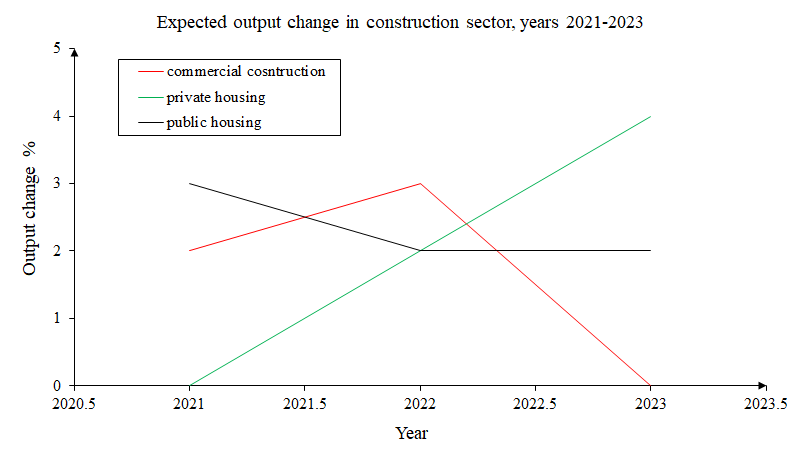 Expected output change in construction sector, years 2021-2023
5
commercial cosntruction
private housing
public housing
4
3
2
1
0
Output change %
2020.5 2021 2021.5 2022 2022.5 2023 2023.5
Year